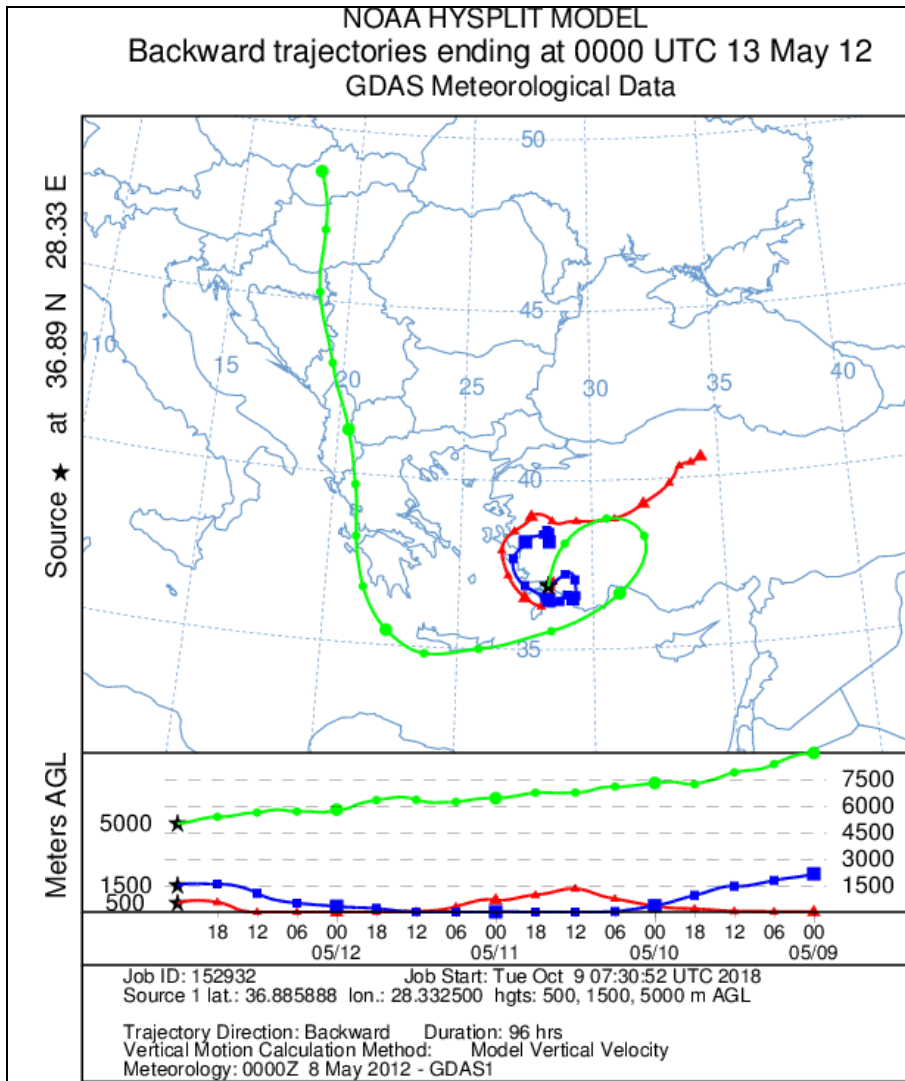 NOAA HYSPLIT MODEL
Backward trajectories ending at 0000 UTC 13 May 12
GDAS Meteorological Data
Source ★ at 36.89 N 28.33 E
50
45
10
15
20
25
30
35
40
40
35
Meters AGL
5000
1500
500
7500
6000
4500
3000
1500
18 12 06 00 18 12 06 00 18 12 06 00 18 12 06 00
05/12 05/11 05/10 05/09
Job ID: 152932 Job Start: Tue Oct 9 07:30:52 UTC 2018
Source 1 lat.: 36.885888 lon.: 28.332500 hgts: 500, 1500, 5000 m AGL
Trajectory Direction: Backward Duration: 96 hrs
Vertical Motion Calculation Method: Model Vertical Velocity
Meteorology: 0000Z 8 May 2012 - GDAS1